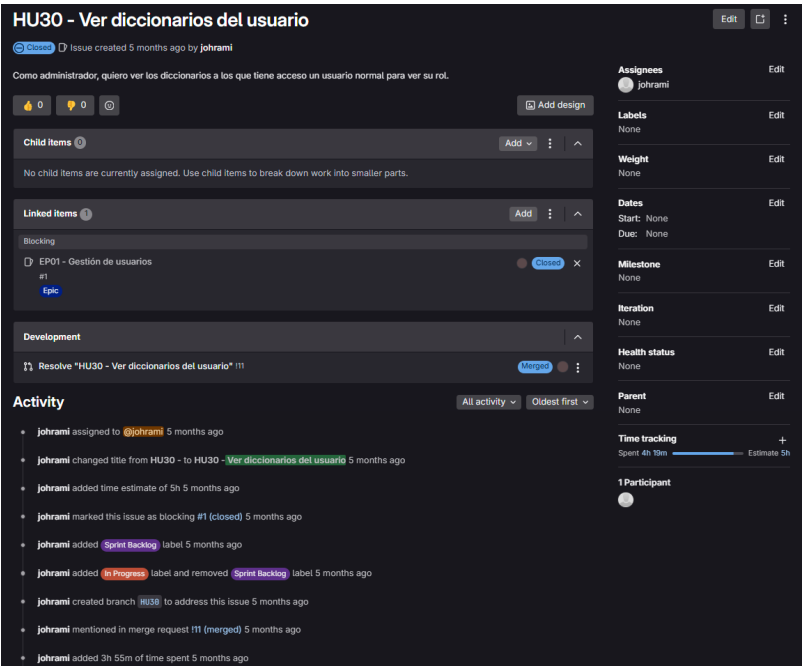 HU30 - Ver diccionarios del usuario
Edit
Closed Issue created 5 months ago by johrami
Como administrador, quiero ver los diccionarios a los que tiene acceso un usuario normal para ver su rol.
👍 0 👎 0
Add design
Child items 0
Add
No child items are currently assigned. Use child items to break down work into smaller parts.
Linked items 1
Add
Blocking
EP01 - Gestión de usuarios
Closed
#1
Epic
Development
Resolve "HU30 - Ver diccionarios del usuario" !11
Merged
Activity
All activity
Oldest first
johrami assigned to @johrami 5 months ago
johrami changed title from HU30 - to HU30 - Ver diccionarios del usuario 5 months ago
johrami added time estimate of 5h 5 months ago
johrami marked this issue as blocking #1 (closed) 5 months ago
johrami added Sprint Backlog label 5 months ago
johrami added In Progress label and removed Sprint Backlog label 5 months ago
johrami created branch HU30 to address this issue 5 months ago
johrami mentioned in merge request !11 (merged) 5 months ago
johrami added 3h 55m of time spent 5 months ago
Assignees
Edit
johrami
Labels
Edit
None
Weight
Edit
None
Dates
Edit
Start: None
Due: None
Milestone
Edit
None
Iteration
Edit
None
Health status
Edit
None
Parent
Edit
None
Time tracking
+
Spent 4h 19m
Estimate 5h
1 Participant